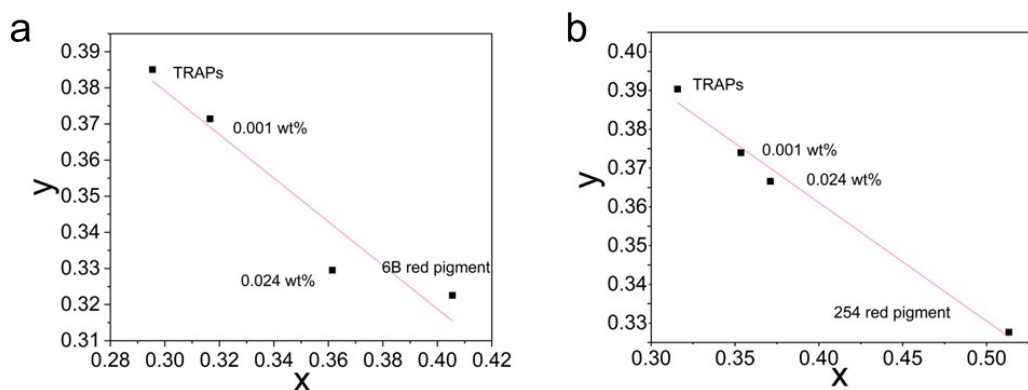 a
0.39
0.38
0.37
0.36
0.35
0.34
0.33
0.32
0.31
y
TRAPs
0.001 wt%
0.024 wt%
6B red pigment
0.28 0.30 0.32 0.34 0.36 0.38 0.40 0.42
x
b
0.40
0.39
0.38
0.37
0.36
0.35
0.34
0.33
y
TRAPs
0.001 wt%
0.024 wt%
254 red pigment
0.30 0.35 0.40 0.45 0.50
x